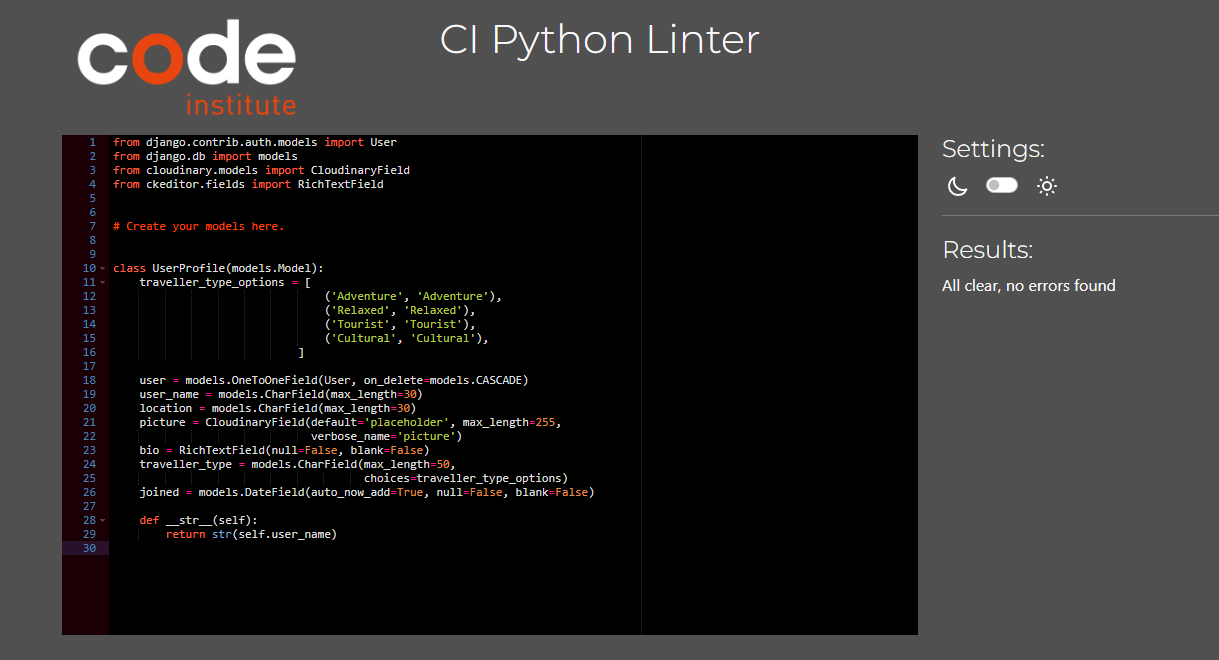 code
institute
CI Python Linter
1 from django.contrib.auth.models import User
2 from django.db import models
3 from cloudinary.models import CloudinaryField
4 from ckeditor.fields import RichTextField
5
6
7 # Create your models here.
8
9
10 class UserProfile(models.Model):
11     traveller_type_options = [
12                                 ('Adventure', 'Adventure'),
13                                 ('Relaxed', 'Relaxed'),
14                                 ('Tourist', 'Tourist'),
15                                 ('Cultural', 'Cultural'),
16                             ]
17
18     user = models.OneToOneField(User, on_delete=models.CASCADE)
19     user_name = models.CharField(max_length=30)
20     location = models.CharField(max_length=30)
21     picture = CloudinaryField(default='placeholder', max_length=255,
22                               verbose_name='picture')
23     bio = RichTextField(null=False, blank=False)
24     traveller_type = models.CharField(max_length=50,
25                                       choices=traveller_type_options)
26     joined = models.DateField(auto_now_add=True, null=False, blank=False)
27
28     def __str__(self):
29         return str(self.user_name)
30
Settings:
Results:
All clear, no errors found